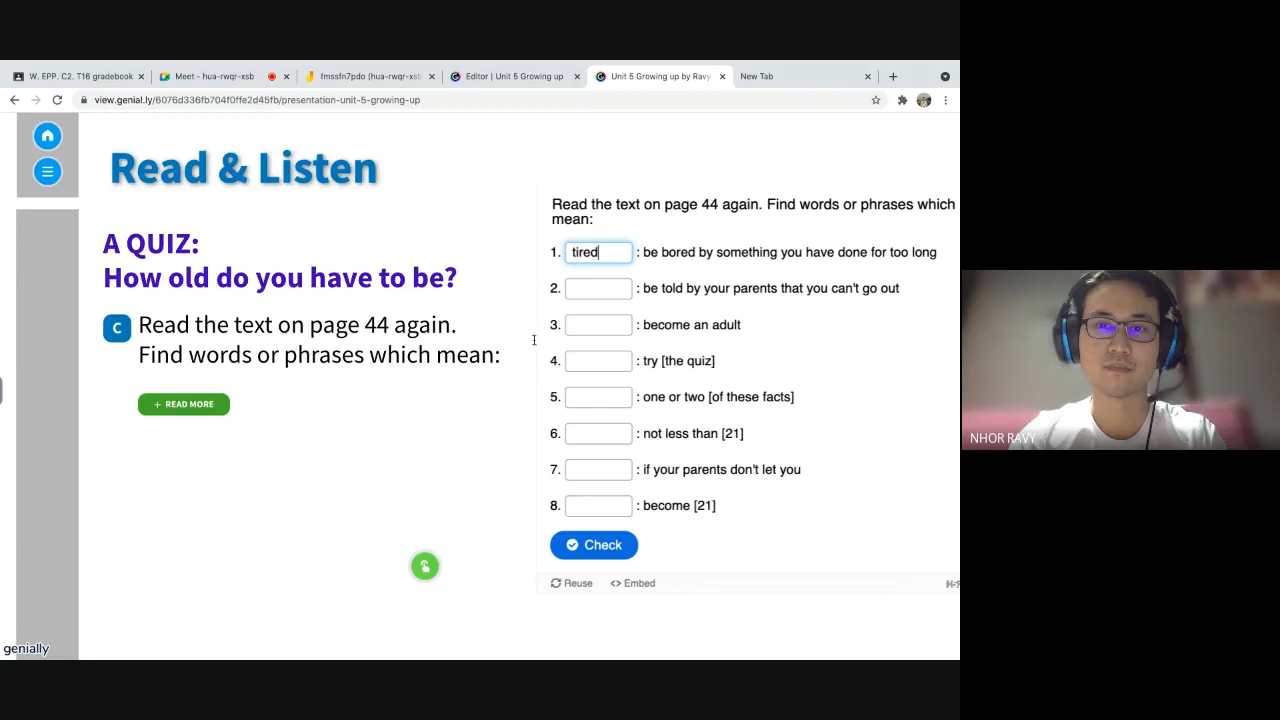 W. EPP. C2. T16 gradebook
Meet - hua-rwqr-xsb
fmssfn7pdo (hua-rwqr-xsb
Editor | Unit 5 Growing up
Unit 5 Growing up by Ravy
New Tab
view.genial.ly/6076d336fb704f0ffe2d45fb/presentation-unit-5-growing-up
Read & Listen
A QUIZ:
How old do you have to be?
C Read the text on page 44 again.
Find words or phrases which mean:
+ READ MORE
Read the text on page 44 again. Find words or phrases which
mean:
1. tired : be bored by something you have done for too long
2. : be told by your parents that you can't go out
3. : become an adult
4. : try [the quiz]
5. : one or two [of these facts]
6. : not less than [21]
7. : if your parents don't let you
8. : become [21]
Check
Reuse <> Embed
genially
NHOR RAVY